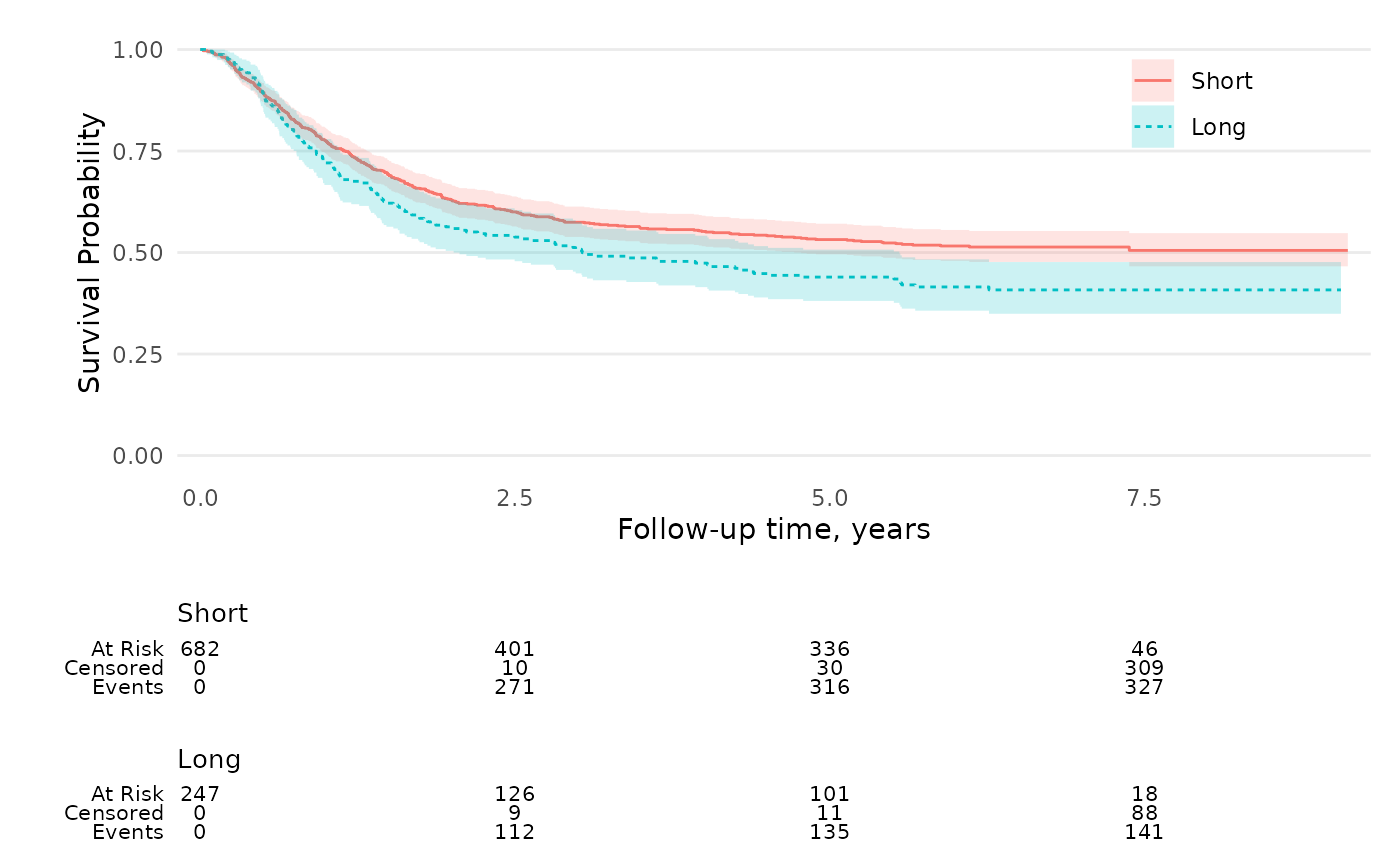 1.00
0.75
0.50
0.25
0.00
Survival Probability
Short
Long
0.0 2.5 5.0 7.5
Follow-up time, years
Short
At Risk 682 401 336 46
Censored 0 10 30 309
Events 0 271 316 327
Long
At Risk 247 126 101 18
Censored 0 9 11 88
Events 0 112 135 141